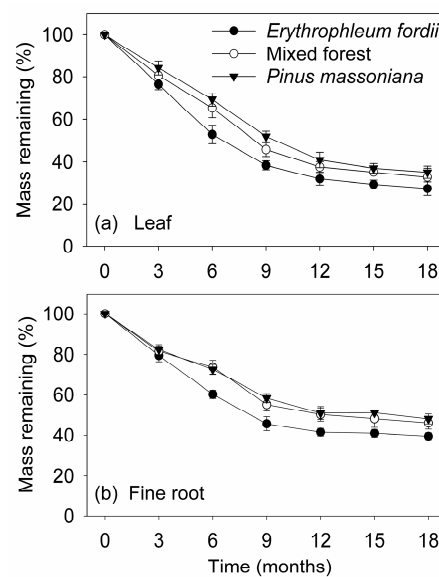 100
80
60
40
20
0
Mass remaining (%)
Erythrophleum fordii
Mixed forest
Pinus massoniana
(a) Leaf
0 3 6 9 12 15 18
100
80
60
40
20
0
Mass remaining (%)
(b) Fine root
0 3 6 9 12 15 18
Time (months)